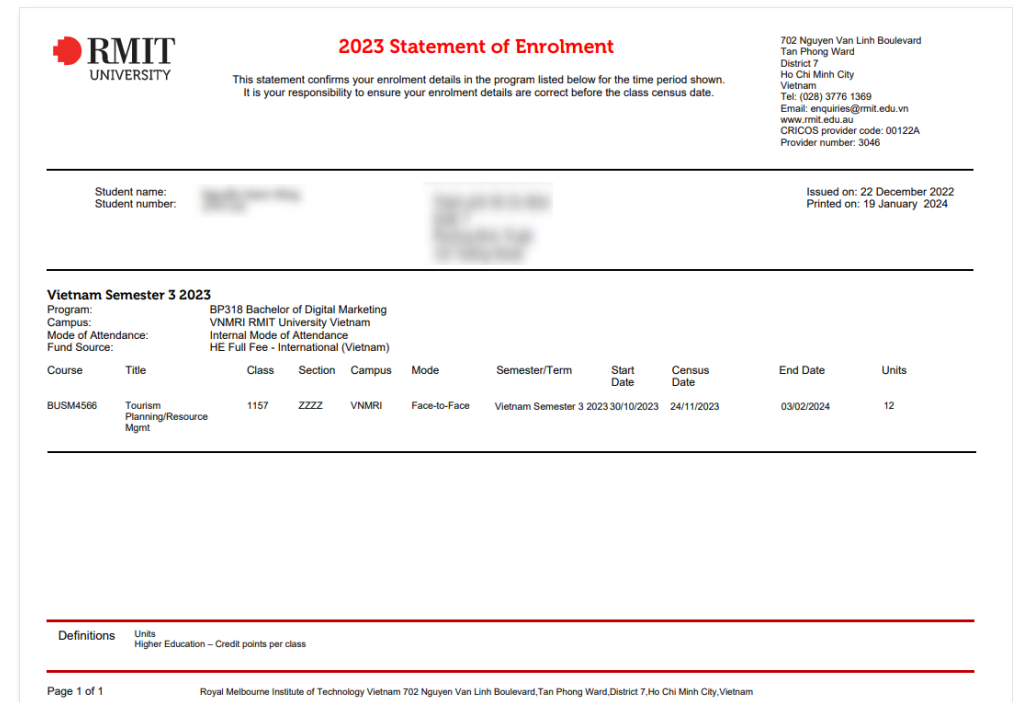 RMIT
UNIVERSITY
2023 Statement of Enrolment
This statement confirms your enrolment details in the program listed below for the time period shown.
It is your responsibility to ensure your enrolment details are correct before the class census date.
702 Nguyen Van Linh Boulevard
Tan Phong Ward
District 7
Ho Chi Minh City
Vietnam
Tel: (028) 3776 1369
Email: enquiries@rmit.edu.vn
www.rmit.edu.au
CRICOS provider code: 00122A
Provider number: 3046
Student name:
Student number:
Issued on: 22 December 2022
Printed on: 19 January 2024
Vietnam Semester 3 2023
Program: BP318 Bachelor of Digital Marketing
Campus: VNMRI RMIT University Vietnam
Mode of Attendance: Internal Mode of Attendance
Fund Source: HE Full Fee - International (Vietnam)
Course Title Class Section Campus Mode Semester/Term Start Census End Date Units
Date Date
BUSM4566 Tourism 1157 ZZZZ VNMRI Face-to-Face Vietnam Semester 3 2023 30/10/2023 24/11/2023 03/02/2024 12
Planning/Resource
Mgmt
Definitions Units
Higher Education – Credit points per class
Page 1 of 1 Royal Melbourne Institute of Technology Vietnam 702 Nguyen Van Linh Boulevard,Tan Phong Ward,District 7,Ho Chi Minh City,Vietnam